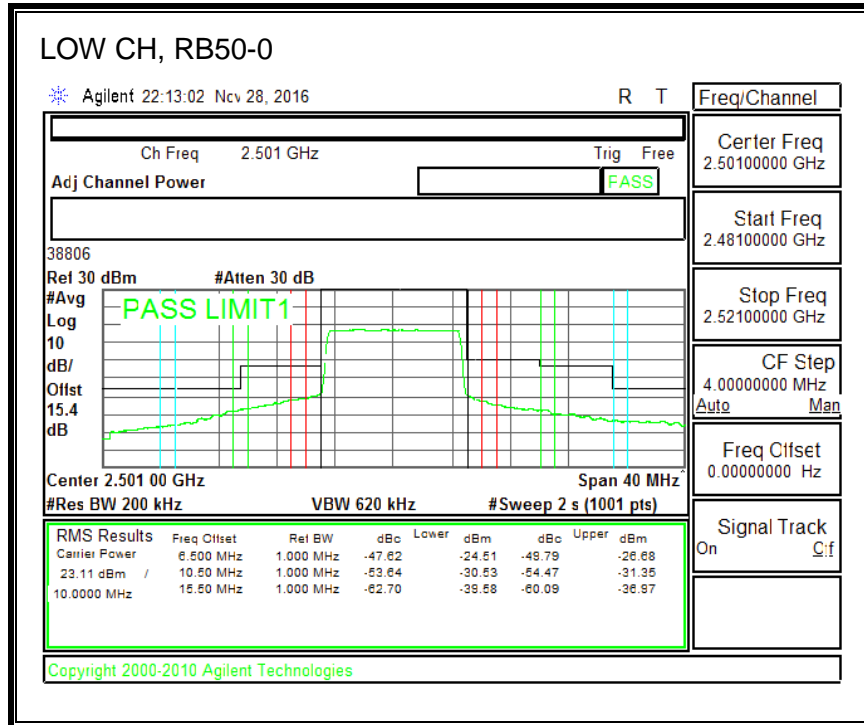 LOW CH, RB50-0
Agilent 22:13:02 Nov 28, 2016 R T
Freq/Channel
Ch Freq 2.501 GHz Trig Free
Adj Channel Power PASS
Center Freq
2.50100000 GHz
Start Freq
2.48100000 GHz
Stop Freq
2.52100000 GHz
CF Step
4.00000000 MHz
Auto Man
Freq Offset
0.00000000 Hz
Signal Track
On Off
38806
Ref 30 dBm #Atten 30 dB
#Avg
Log
10
dB/
Offst
15.4
dB
PASS LIMIT1
Center 2.501 00 GHz Span 40 MHz
#Res BW 200 kHz VBW 620 kHz #Sweep 2 s (1001 pts)
RMS Results Freq Offset Ref BW dBc Lower dBm dBc Upper dBm
Carrier Power 6.500 MHz 1.000 MHz -47.62 -24.51 -49.79 -26.68
23.11 dBm / 10.50 MHz 1.000 MHz -53.64 -30.53 -54.47 -31.35
10.0000 MHz 15.50 MHz 1.000 MHz -62.70 -39.58 -60.09 -36.97
Copyright 2000-2010 Agilent Technologies